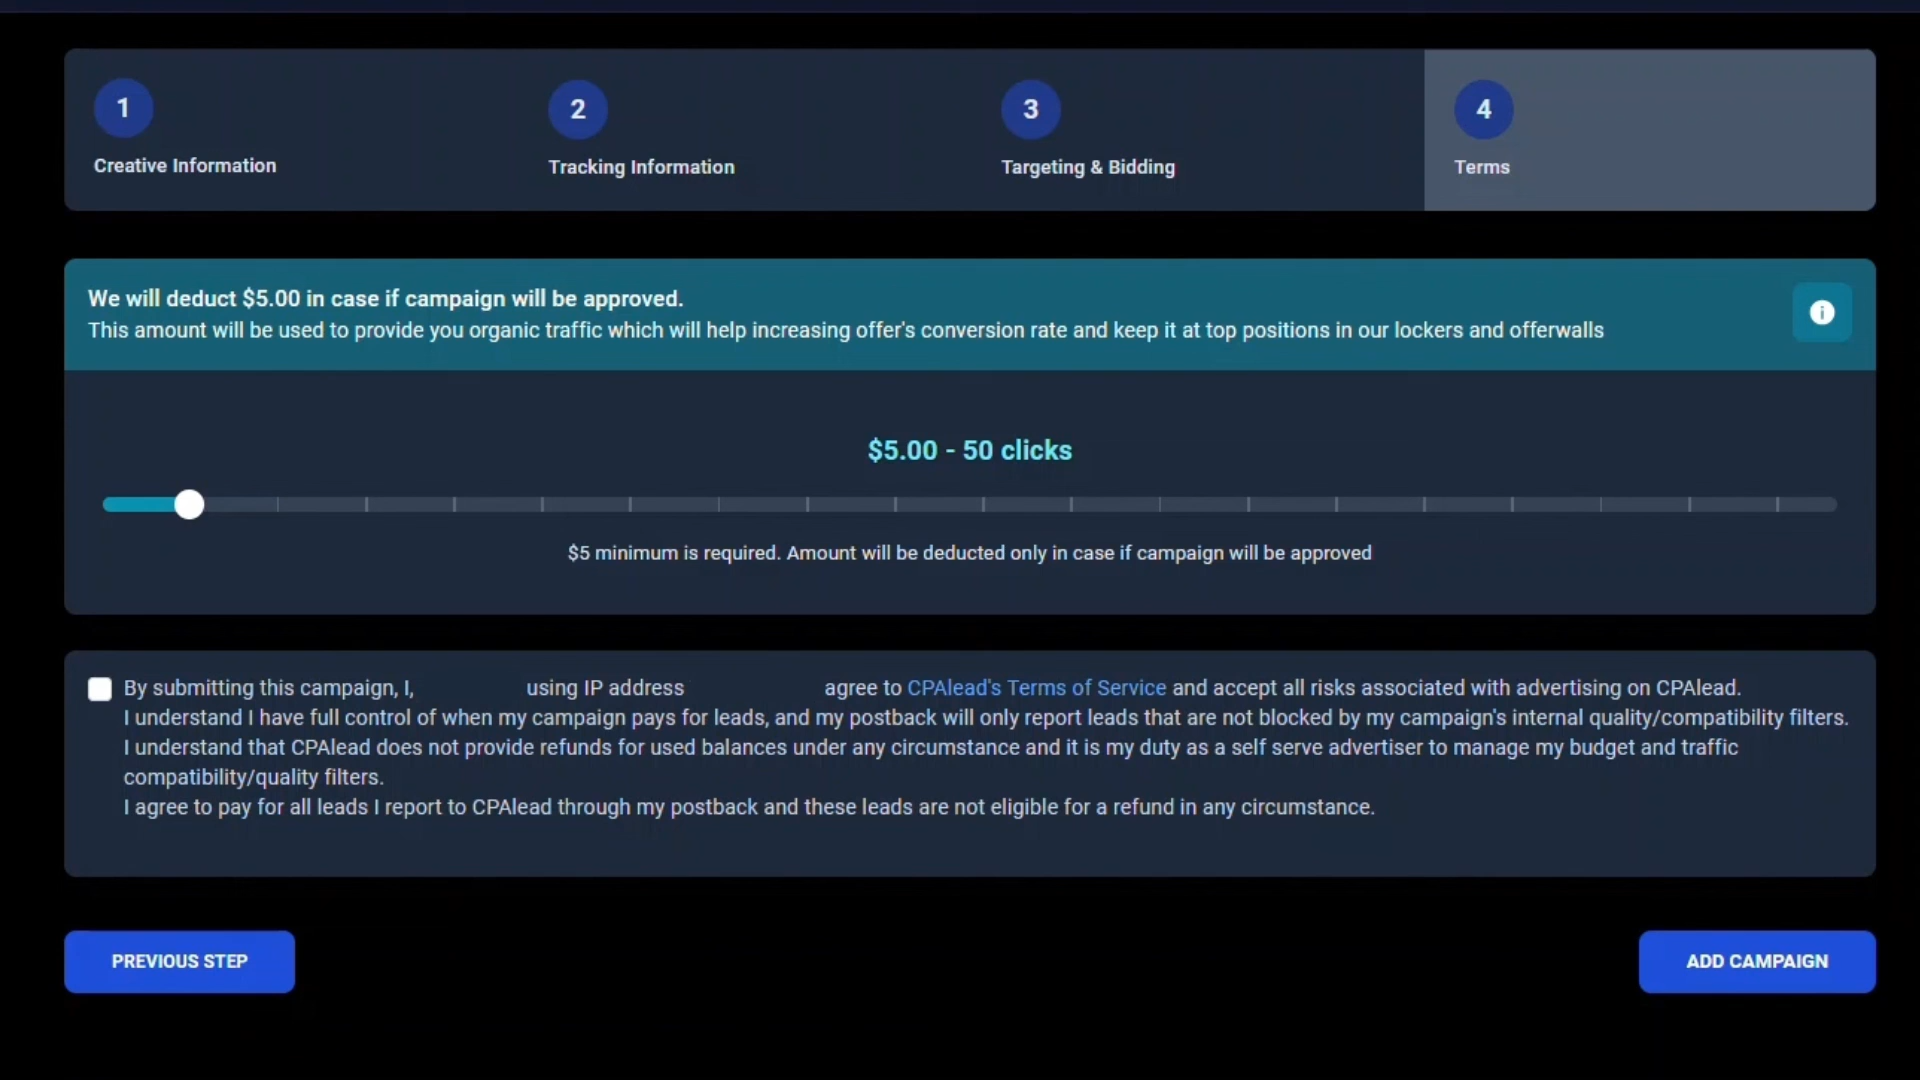 1
Creative Information
2
Tracking Information
3
Targeting & Bidding
4
Terms
We will deduct $5.00 in case if campaign will be approved.
This amount will be used to provide you organic traffic which will help increasing offer's conversion rate and keep it at top positions in our lockers and offerwalls
$5.00 - 50 clicks
$5 minimum is required. Amount will be deducted only in case if campaign will be approved
By submitting this campaign, I, using IP address agree to CPAlead's Terms of Service and accept all risks associated with advertising on CPAlead.
I understand I have full control of when my campaign pays for leads, and my postback will only report leads that are not blocked by my campaign's internal quality/compatibility filters.
I understand that CPAlead does not provide refunds for used balances under any circumstance and it is my duty as a self serve advertiser to manage my budget and traffic
compatibility/quality filters.
I agree to pay for all leads I report to CPAlead through my postback and these leads are not eligible for a refund in any circumstance.
PREVIOUS STEP
ADD CAMPAIGN